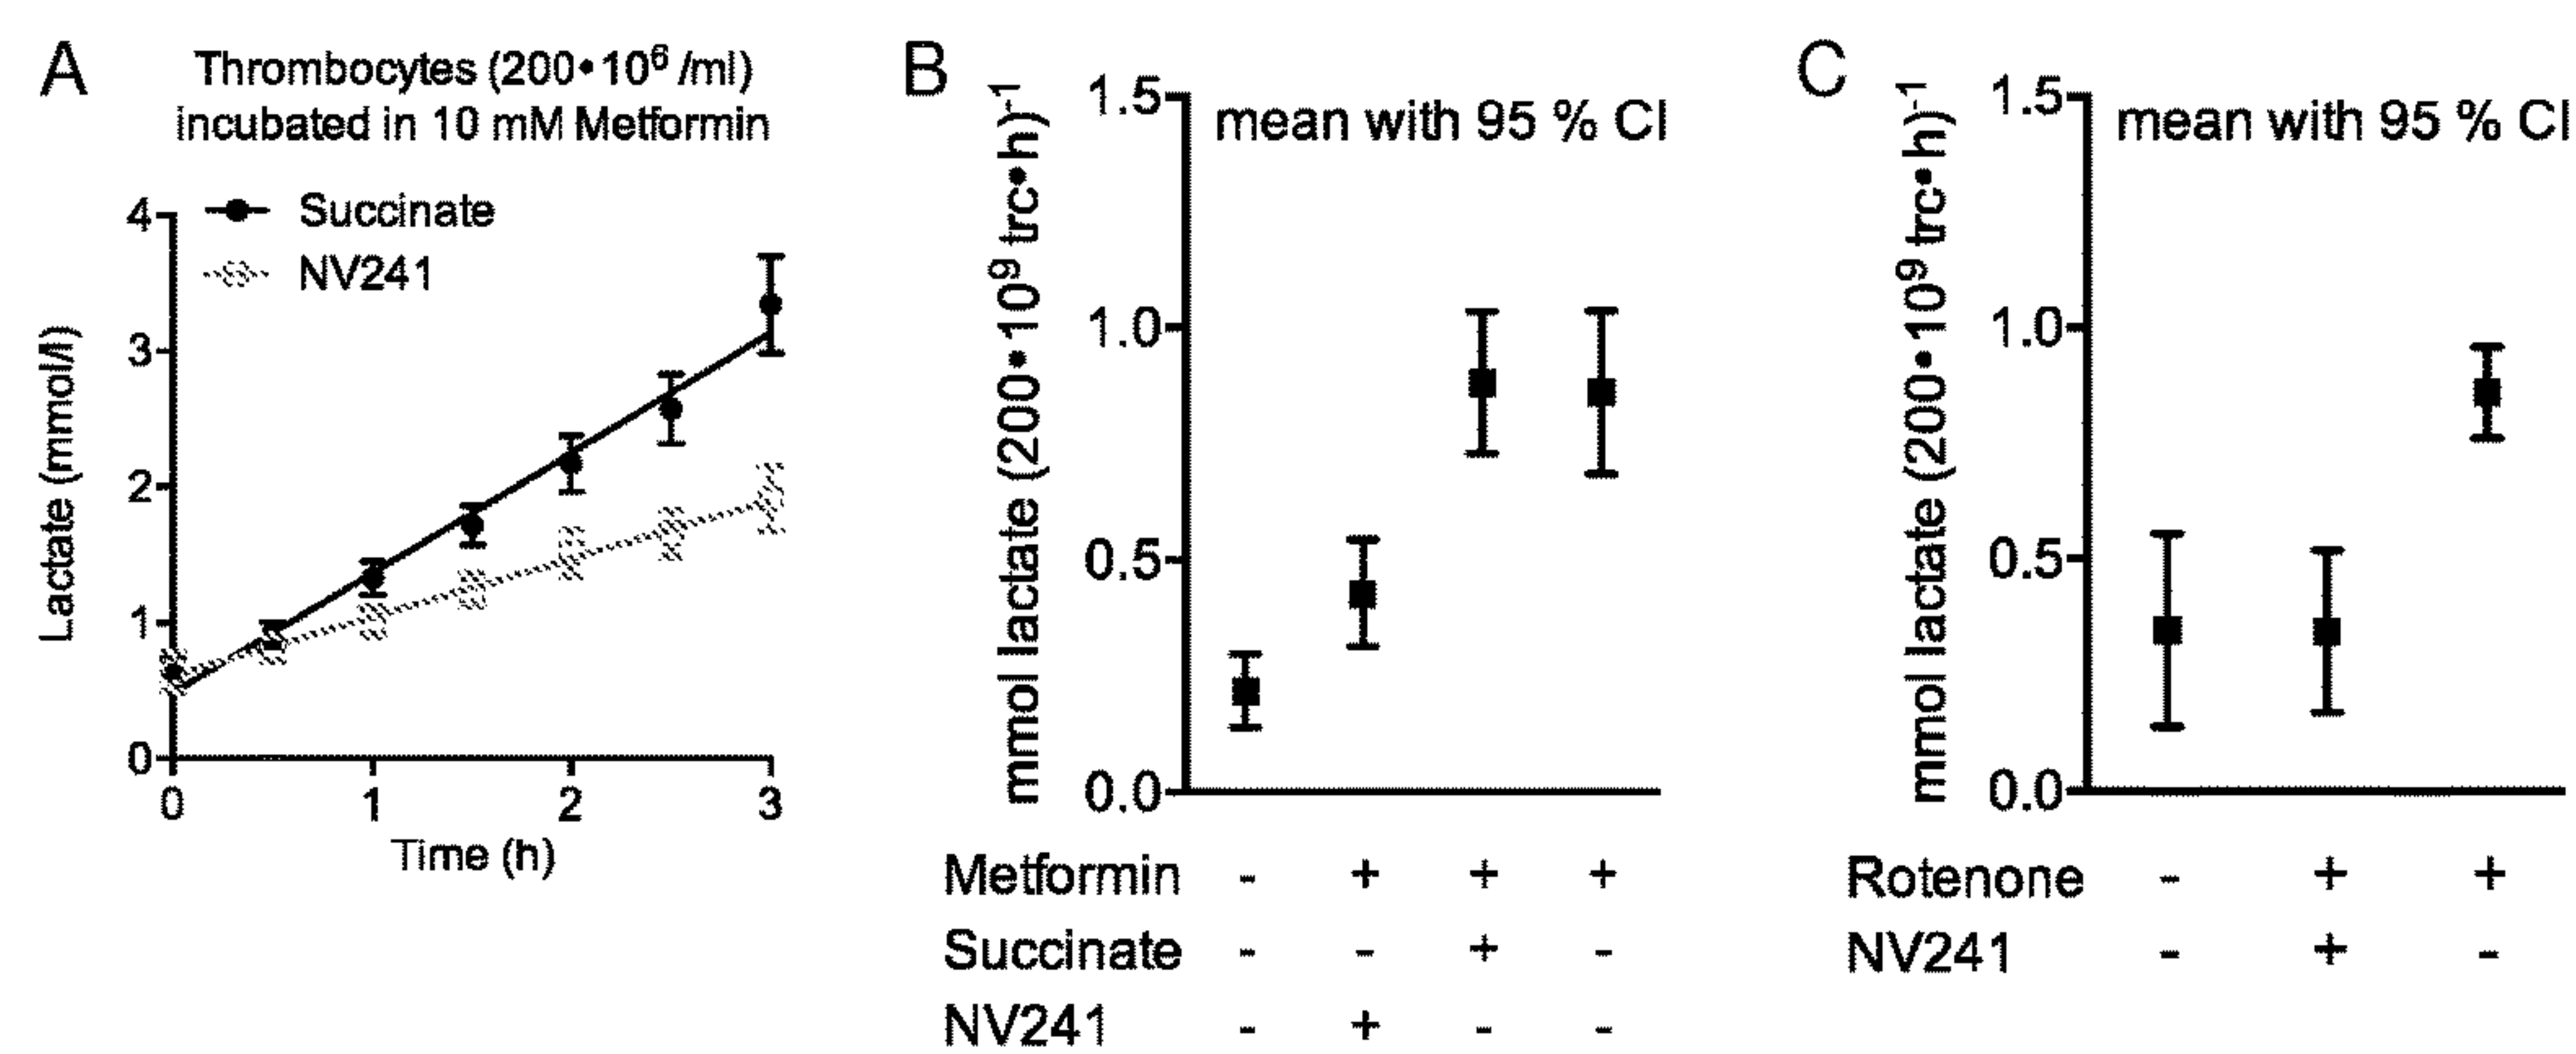 A
Thrombocytes (200•10⁶ /ml)
incubated in 10 mM Metformin
Succinate
NV241
Lactate (mmol/l)
4
3
2
1
0
0 1 2 3
Time (h)
B
mean with 95 % CI
mmol lactate (200•10⁹ trc•h)⁻¹
1.5
1.0
0.5
0.0
Metformin - + + +
Succinate - - + -
NV241 - + - -
C
mean with 95 % CI
mmol lactate (200•10⁹ trc•h)⁻¹
1.5
1.0
0.5
0.0
Rotenone - + +
NV241 - + -